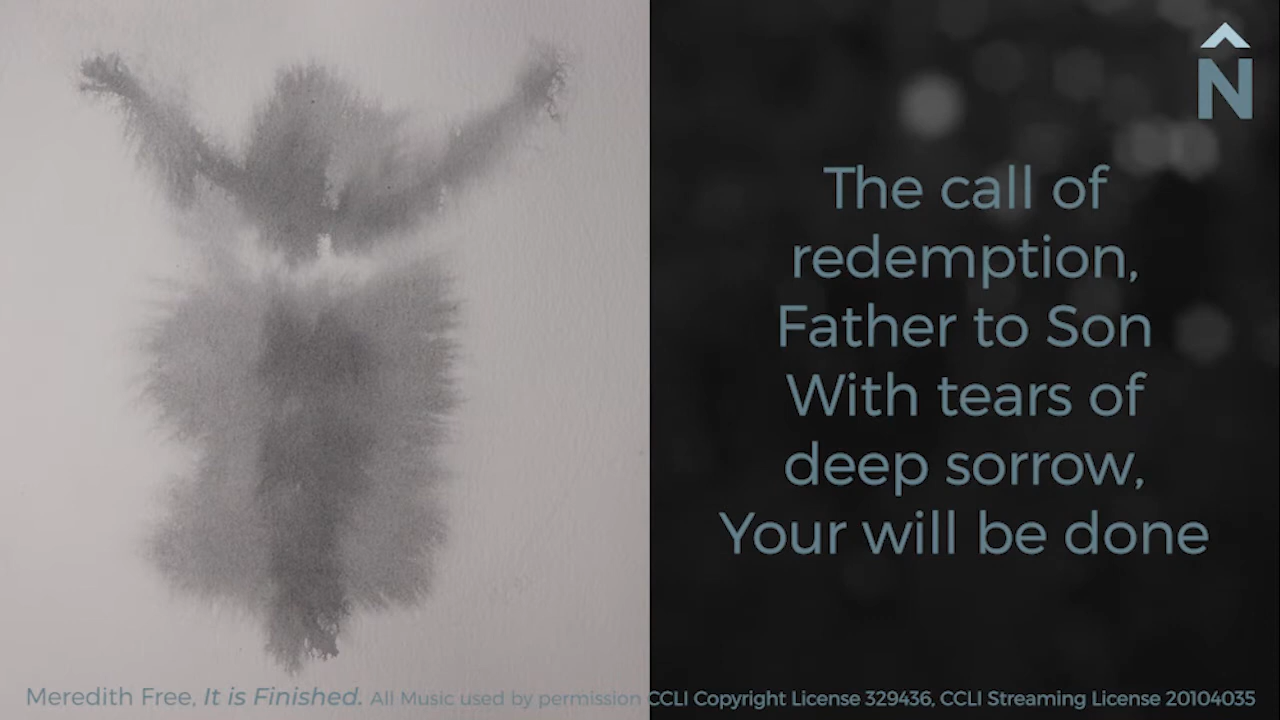 N
The call of
redemption,
Father to Son
With tears of
deep sorrow,
Your will be done
Meredith Free, It is Finished. All Music used by permission CCLI Copyright License 329436, CCLI Streaming License 20104035